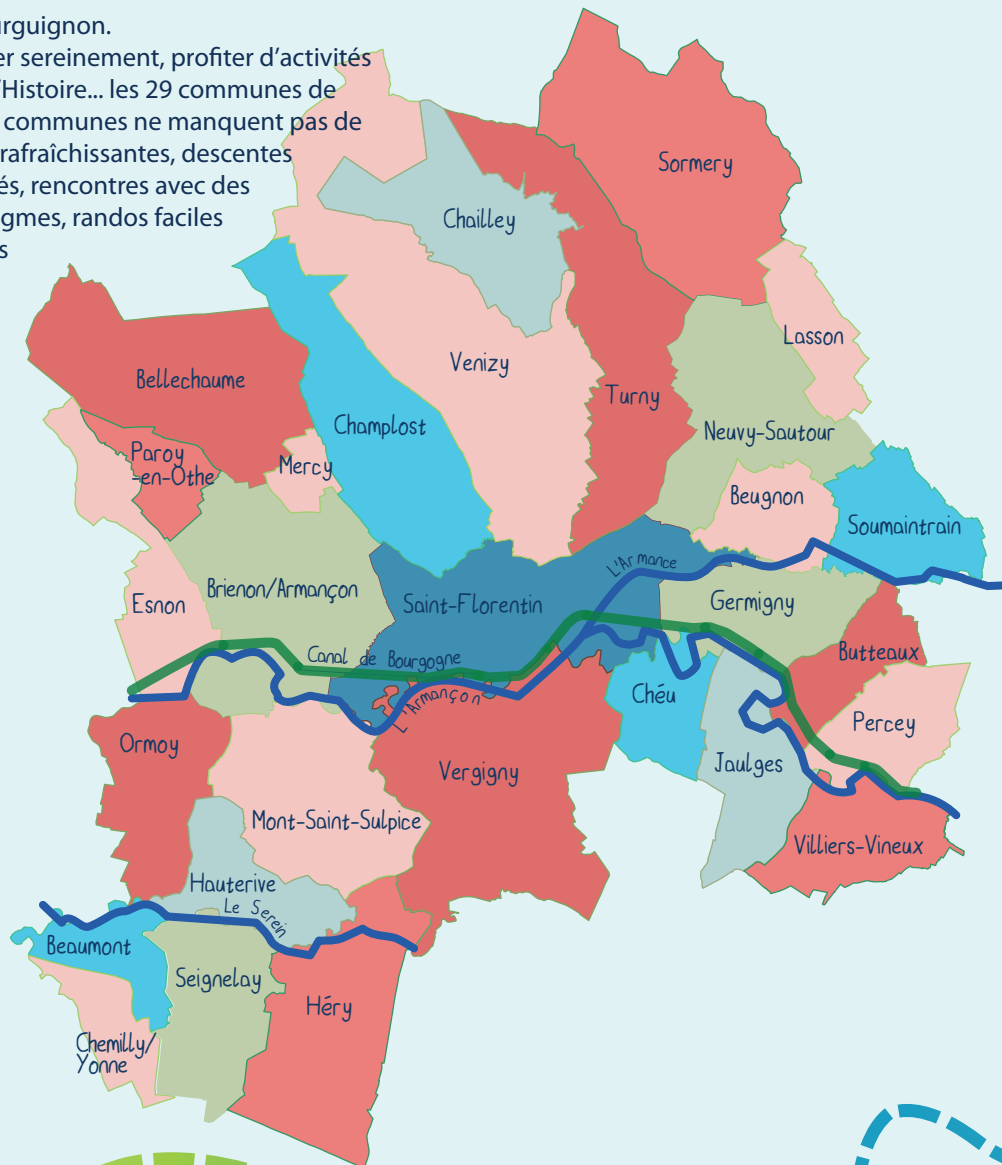 urguignon.
er sereinement, profiter d’activités
’Histoire... les 29 communes de
communes ne manquent pas de
rafraîchissantes, descentes
és, rencontres avec des
gmes, randos faciles
s
Sormery
Chailley
Lasson
Venizy
Bellechaume
Turny
Champlost
Neuvy-Sautour
Paroy
-en-Othe
Mercy
Beugnon
Soumaintrain
L'Armance
Brienon/Armançon
Saint-Florentin
Germigny
Esnon
Butteaux
Canal de Bourgogne
Chéu
L'Armançon
Percey
Ormoy
Vergigny
Jaulges
Mont-Saint-Sulpice
Villiers-Vineux
Hauterive
Le Serein
Beaumont
Seignelay
Héry
Chemilly/
Yonne